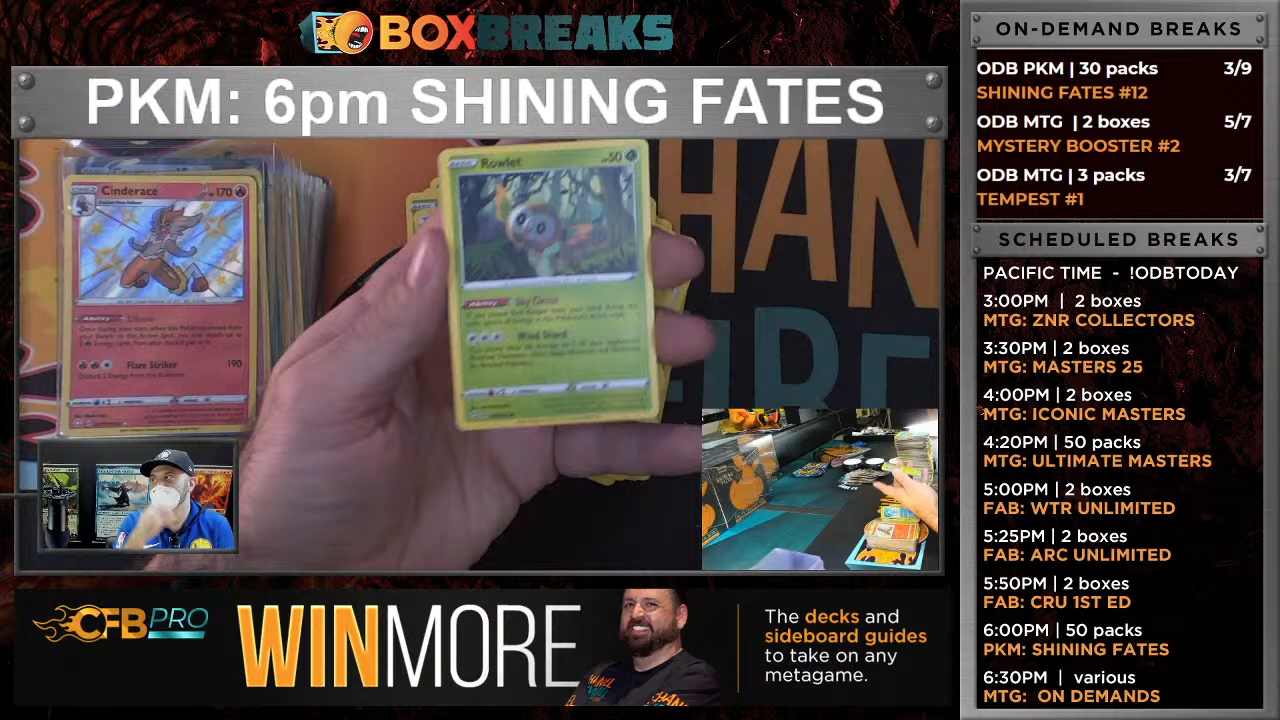 BOXBREAKS
PKM: 6pm SHINING FATES
Cinderace
170
Ability
Libero
Flare Striker 190
BASIC Rowlet 50
Ability
Wind Shard
CFBPRO
WINMORE
The decks and
sideboard guides
to take on any
metagame.
ON-DEMAND BREAKS
ODB PKM | 30 packs 3/9
SHINING FATES #12
ODB MTG | 2 boxes 5/7
MYSTERY BOOSTER #2
ODB MTG | 3 packs 3/7
TEMPEST #1
SCHEDULED BREAKS
PACIFIC TIME - !ODBTODAY
3:00PM | 2 boxes
MTG: ZNR COLLECTORS
3:30PM | 2 boxes
MTG: MASTERS 25
4:00PM | 2 boxes
MTG: ICONIC MASTERS
4:20PM | 50 packs
MTG: ULTIMATE MASTERS
5:00PM | 2 boxes
FAB: WTR UNLIMITED
5:25PM | 2 boxes
FAB: ARC UNLIMITED
5:50PM | 2 boxes
FAB: CRU 1ST ED
6:00PM | 50 packs
PKM: SHINING FATES
6:30PM | various
MTG: ON DEMANDS